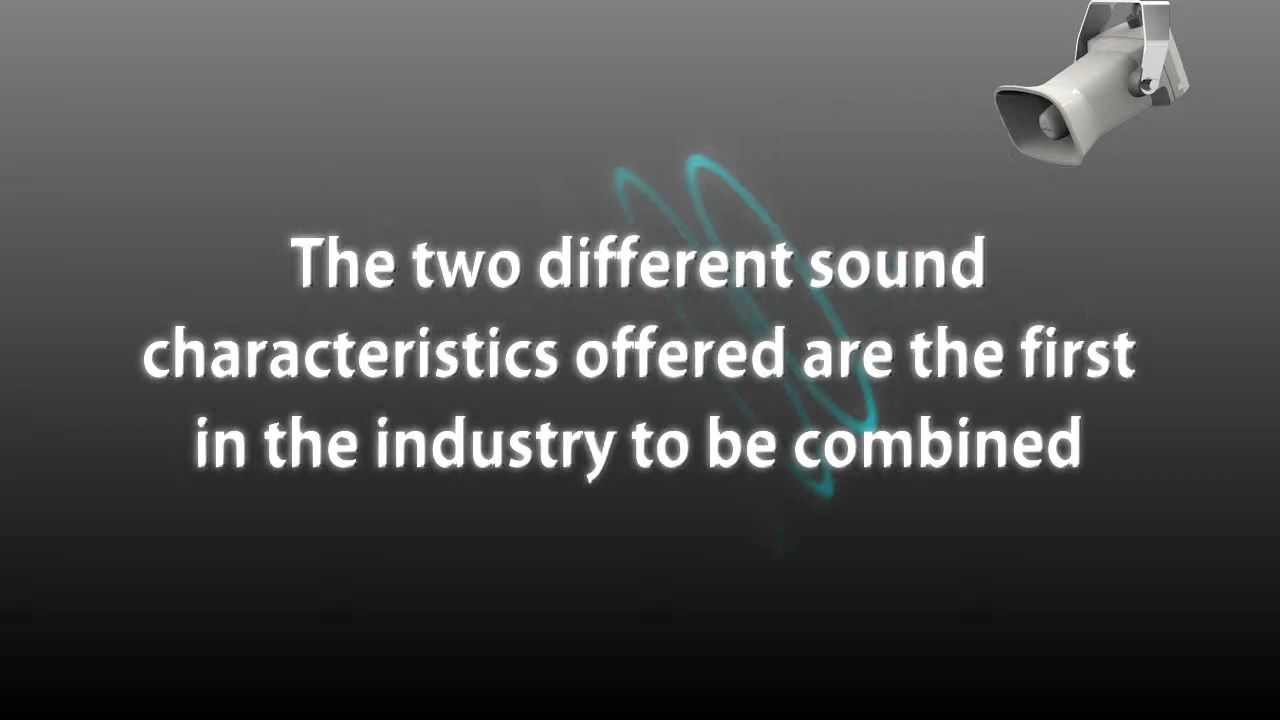 The two different sound
characteristics offered are the first
in the industry to be combined